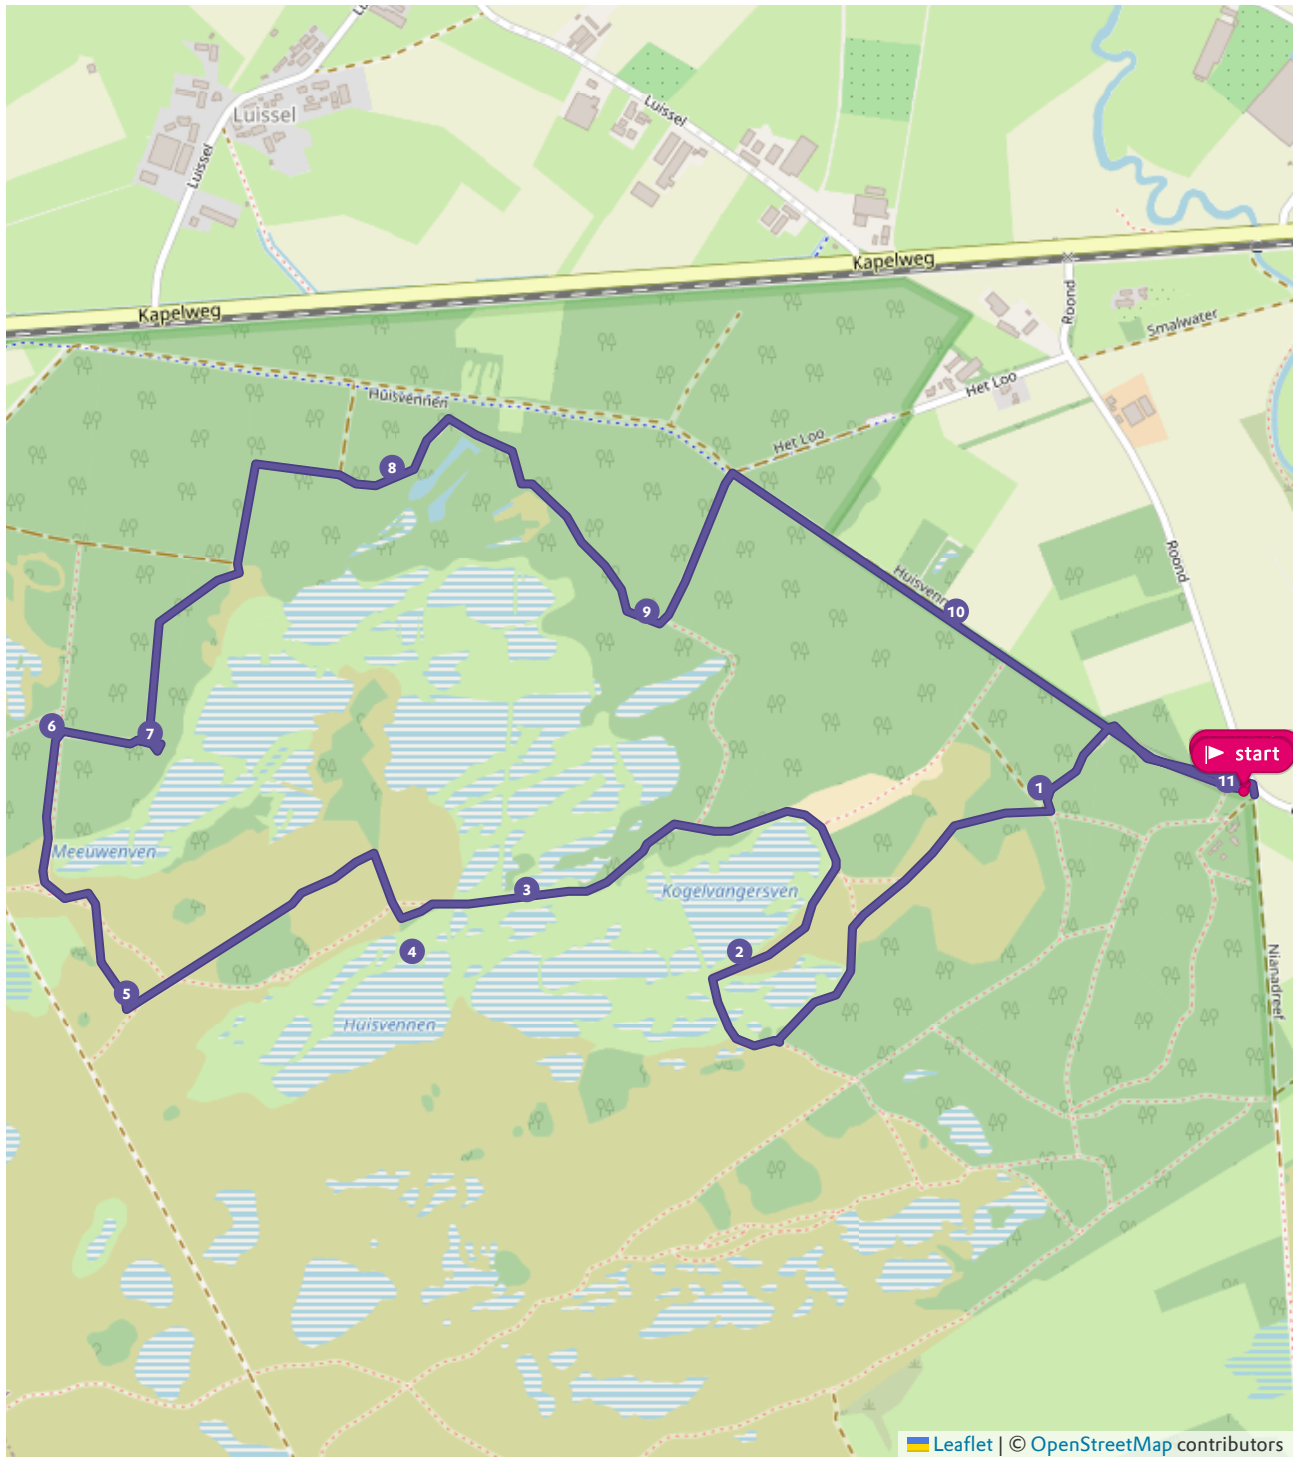 Lu
Luissel
Luissel
Luissel
Kapelweg
Kapelweg
Roond
Smalwater
Het Loo
Huisvennen
Het Loo
8
Roond
Huisvenn
9
10
6
7
start
11
1
Meeuwenven
3
Kogelvangersven
2
4
5
Huisvennen
Nianadreef
Leaflet | © OpenStreetMap contributors